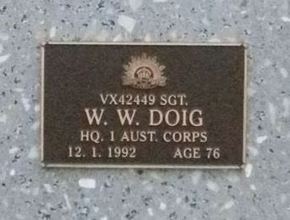 VX42449 SGT.
W. W. DOIG
HQ. 1 AUST. CORPS
12. 1. 1992 AGE 76